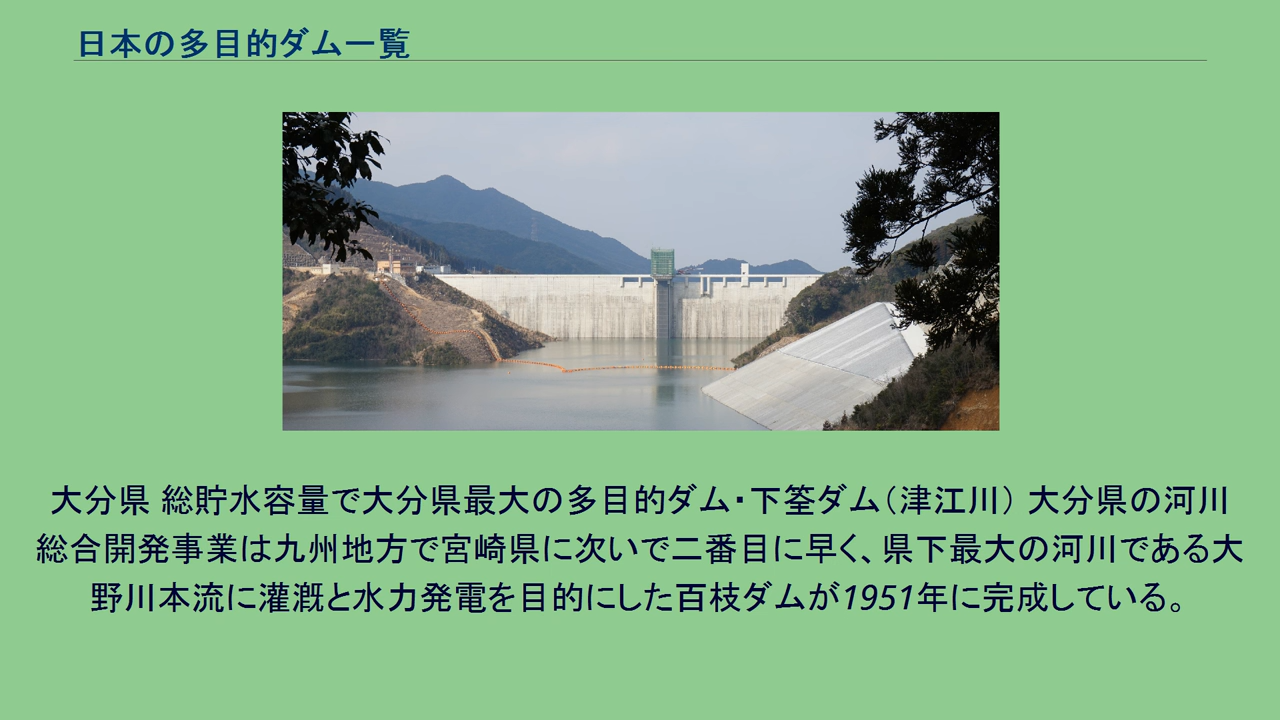 日本の多目的ダム一覧
大分県 総貯水容量で大分県最大の多目的ダム・下筌ダム（津江川） 大分県の河川
総合開発事業は九州地方で宮崎県に次いで二番目に早く、県下最大の河川である大
野川本流に灌漑と水力発電を目的にした百枝ダムが1951年に完成している。